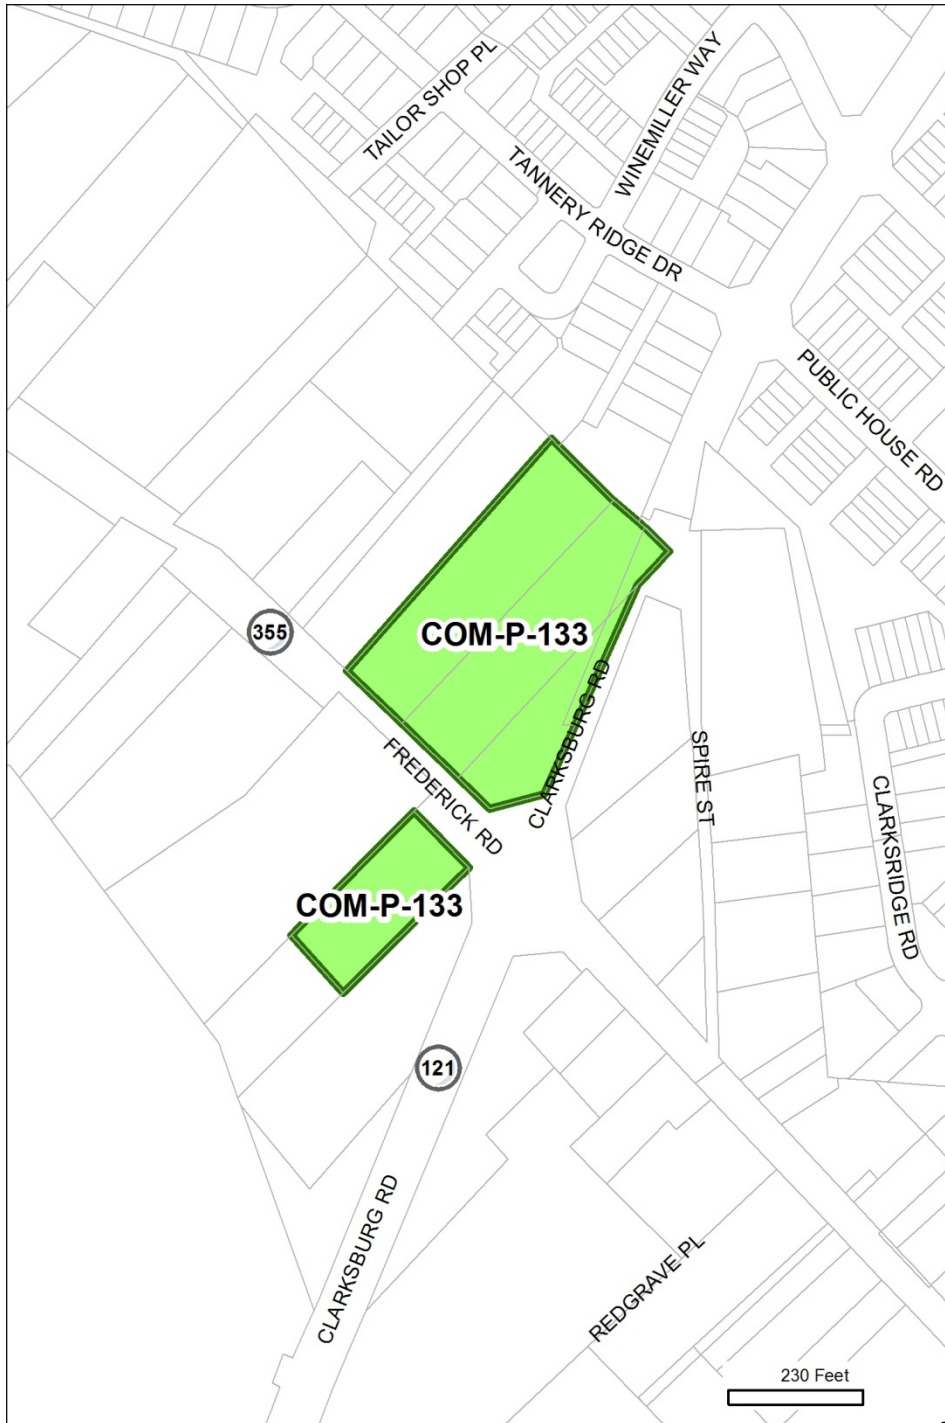 TAILOR SHOP PL
WINEMILLER WAY
TANNERY RIDGE DR
PUBLIC HOUSE RD
355
COM-P-133
CLARKSBURG RD
FREDERICK RD
SPIRE ST
CLARKSRIDGE RD
COM-P-133
121
CLARKSBURG RD
REDGRAVE PL
230 Feet